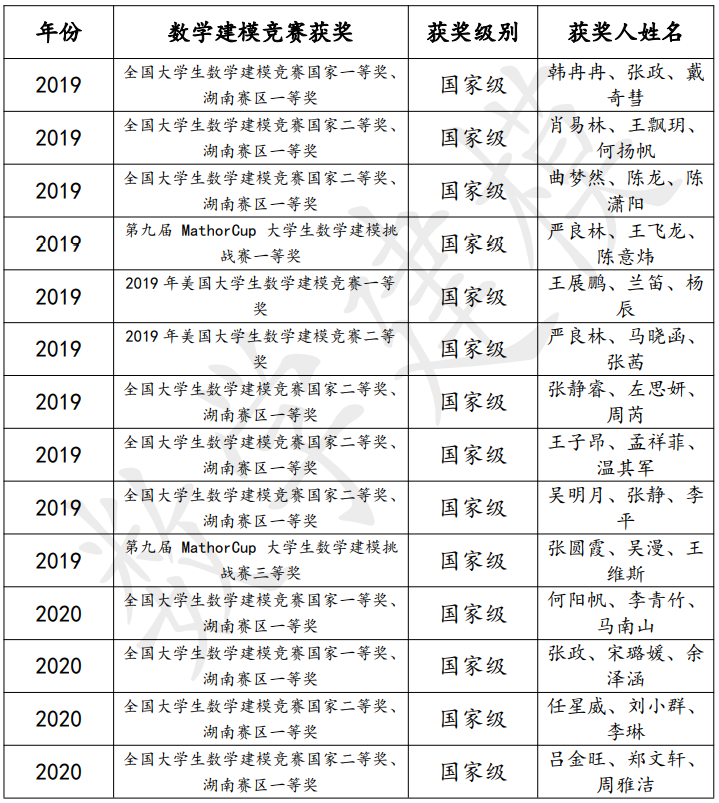 年份 数学建模竞赛获奖 获奖级别 获奖人姓名
2019 全国大学生数学建模竞赛国家一等奖、 国家级 韩冉冉、张政、戴
湖南赛区一等奖 奇彗
2019 全国大学生数学建模竞赛国家二等奖、 国家级 肖易林、王飘玥、
湖南赛区一等奖 何扬帆
2019 全国大学生数学建模竞赛国家二等奖、 国家级 曲梦然、陈龙、陈
湖南赛区一等奖 潇阳
2019 第九届 MathorCup 大学生数学建模挑 国家级 严良林、王飞龙、
战赛一等奖 陈意炜
2019 2019年美国大学生数学建模竞赛一等 国家级 王展鹏、兰笛、杨
奖 辰
2019 2019年美国大学生数学建模竞赛二等 国家级 严良林、马晓函、
奖 张茜
2019 全国大学生数学建模竞赛国家二等奖、 国家级 张静睿、左思妍、
湖南赛区一等奖 周芮
2019 全国大学生数学建模竞赛国家二等奖、 国家级 王子昂、孟祥菲、
湖南赛区一等奖 温其军
2019 全国大学生数学建模竞赛国家二等奖、 国家级 吴明月、张静、李
湖南赛区一等奖 平
2019 第九届 MathorCup 大学生数学建模挑 国家级 张圆霞、吴漫、王
战赛三等奖 维斯
2020 全国大学生数学建模竞赛国家一等奖、 国家级 何阳帆、李青竹、
湖南赛区一等奖 马南山
2020 全国大学生数学建模竞赛国家一等奖、 国家级 张政、宋璐媛、余
湖南赛区一等奖 泽涵
2020 全国大学生数学建模竞赛国家二等奖、 国家级 任星威、刘小群、
湖南赛区一等奖 李琳
2020 全国大学生数学建模竞赛国家二等奖、 国家级 吕金旺、郑文轩、
湖南赛区一等奖 周雅洁
数学建模